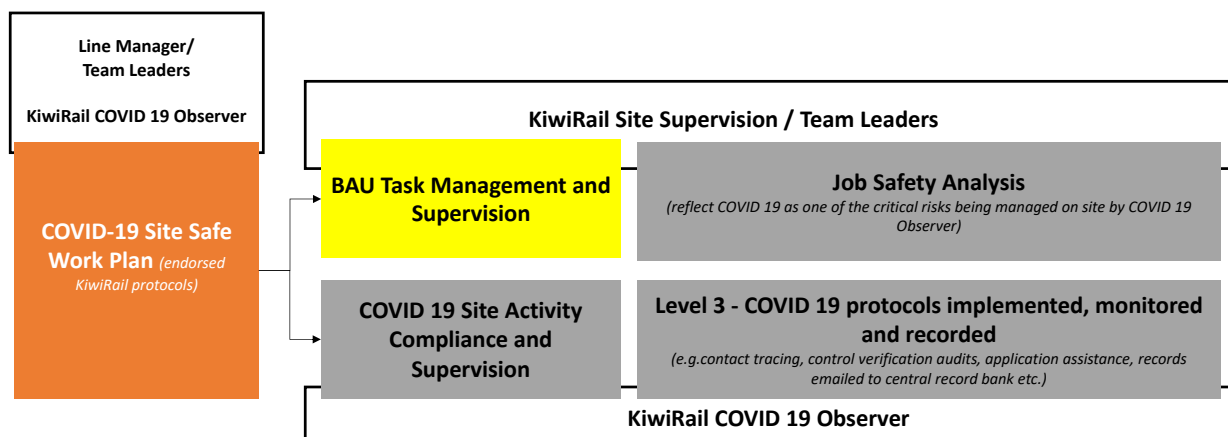 Line Manager/
Team Leaders
KiwiRail COVID 19 Observer
COVID-19 Site Safe
Work Plan (endorsed
KiwiRail protocols)
KiwiRail Site Supervision / Team Leaders
BAU Task Management and
Supervision
Job Safety Analysis
(reflect COVID 19 as one of the critical risks being managed on site by COVID 19
Observer)
COVID 19 Site Activity
Compliance and
Supervision
Level 3 - COVID 19 protocols implemented, monitored
and recorded
(e.g.contact tracing, control verification audits, application assistance, records
emailed to central record bank etc.)
KiwiRail COVID 19 Observer